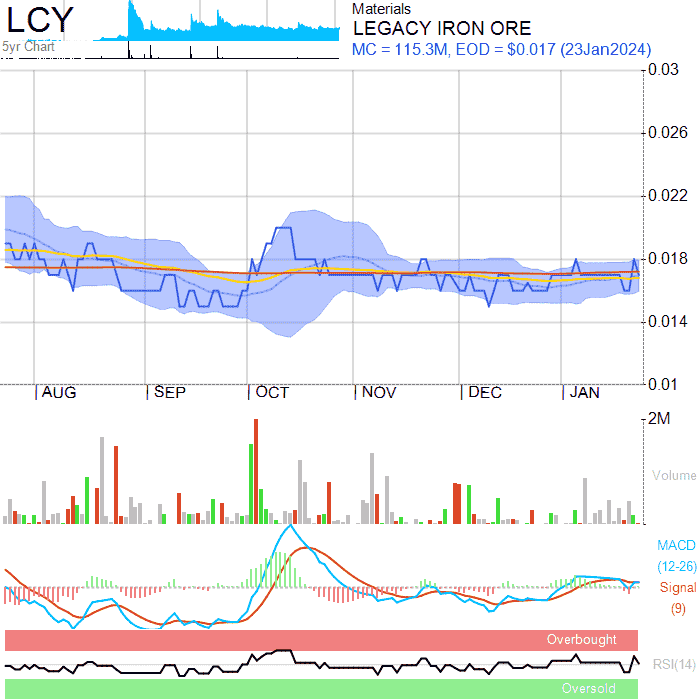 LCY
5yr Chart
Materials
LEGACY IRON ORE
MC = 115.3M, EOD = $0.017 (23Jan2024)
0.03
0.026
0.022
0.018
0.014
0.01
AUG SEP OCT NOV DEC JAN
2M
Volume
MACD
(12-26)
Signal
(9)
Overbought
RSI(14)
Oversold